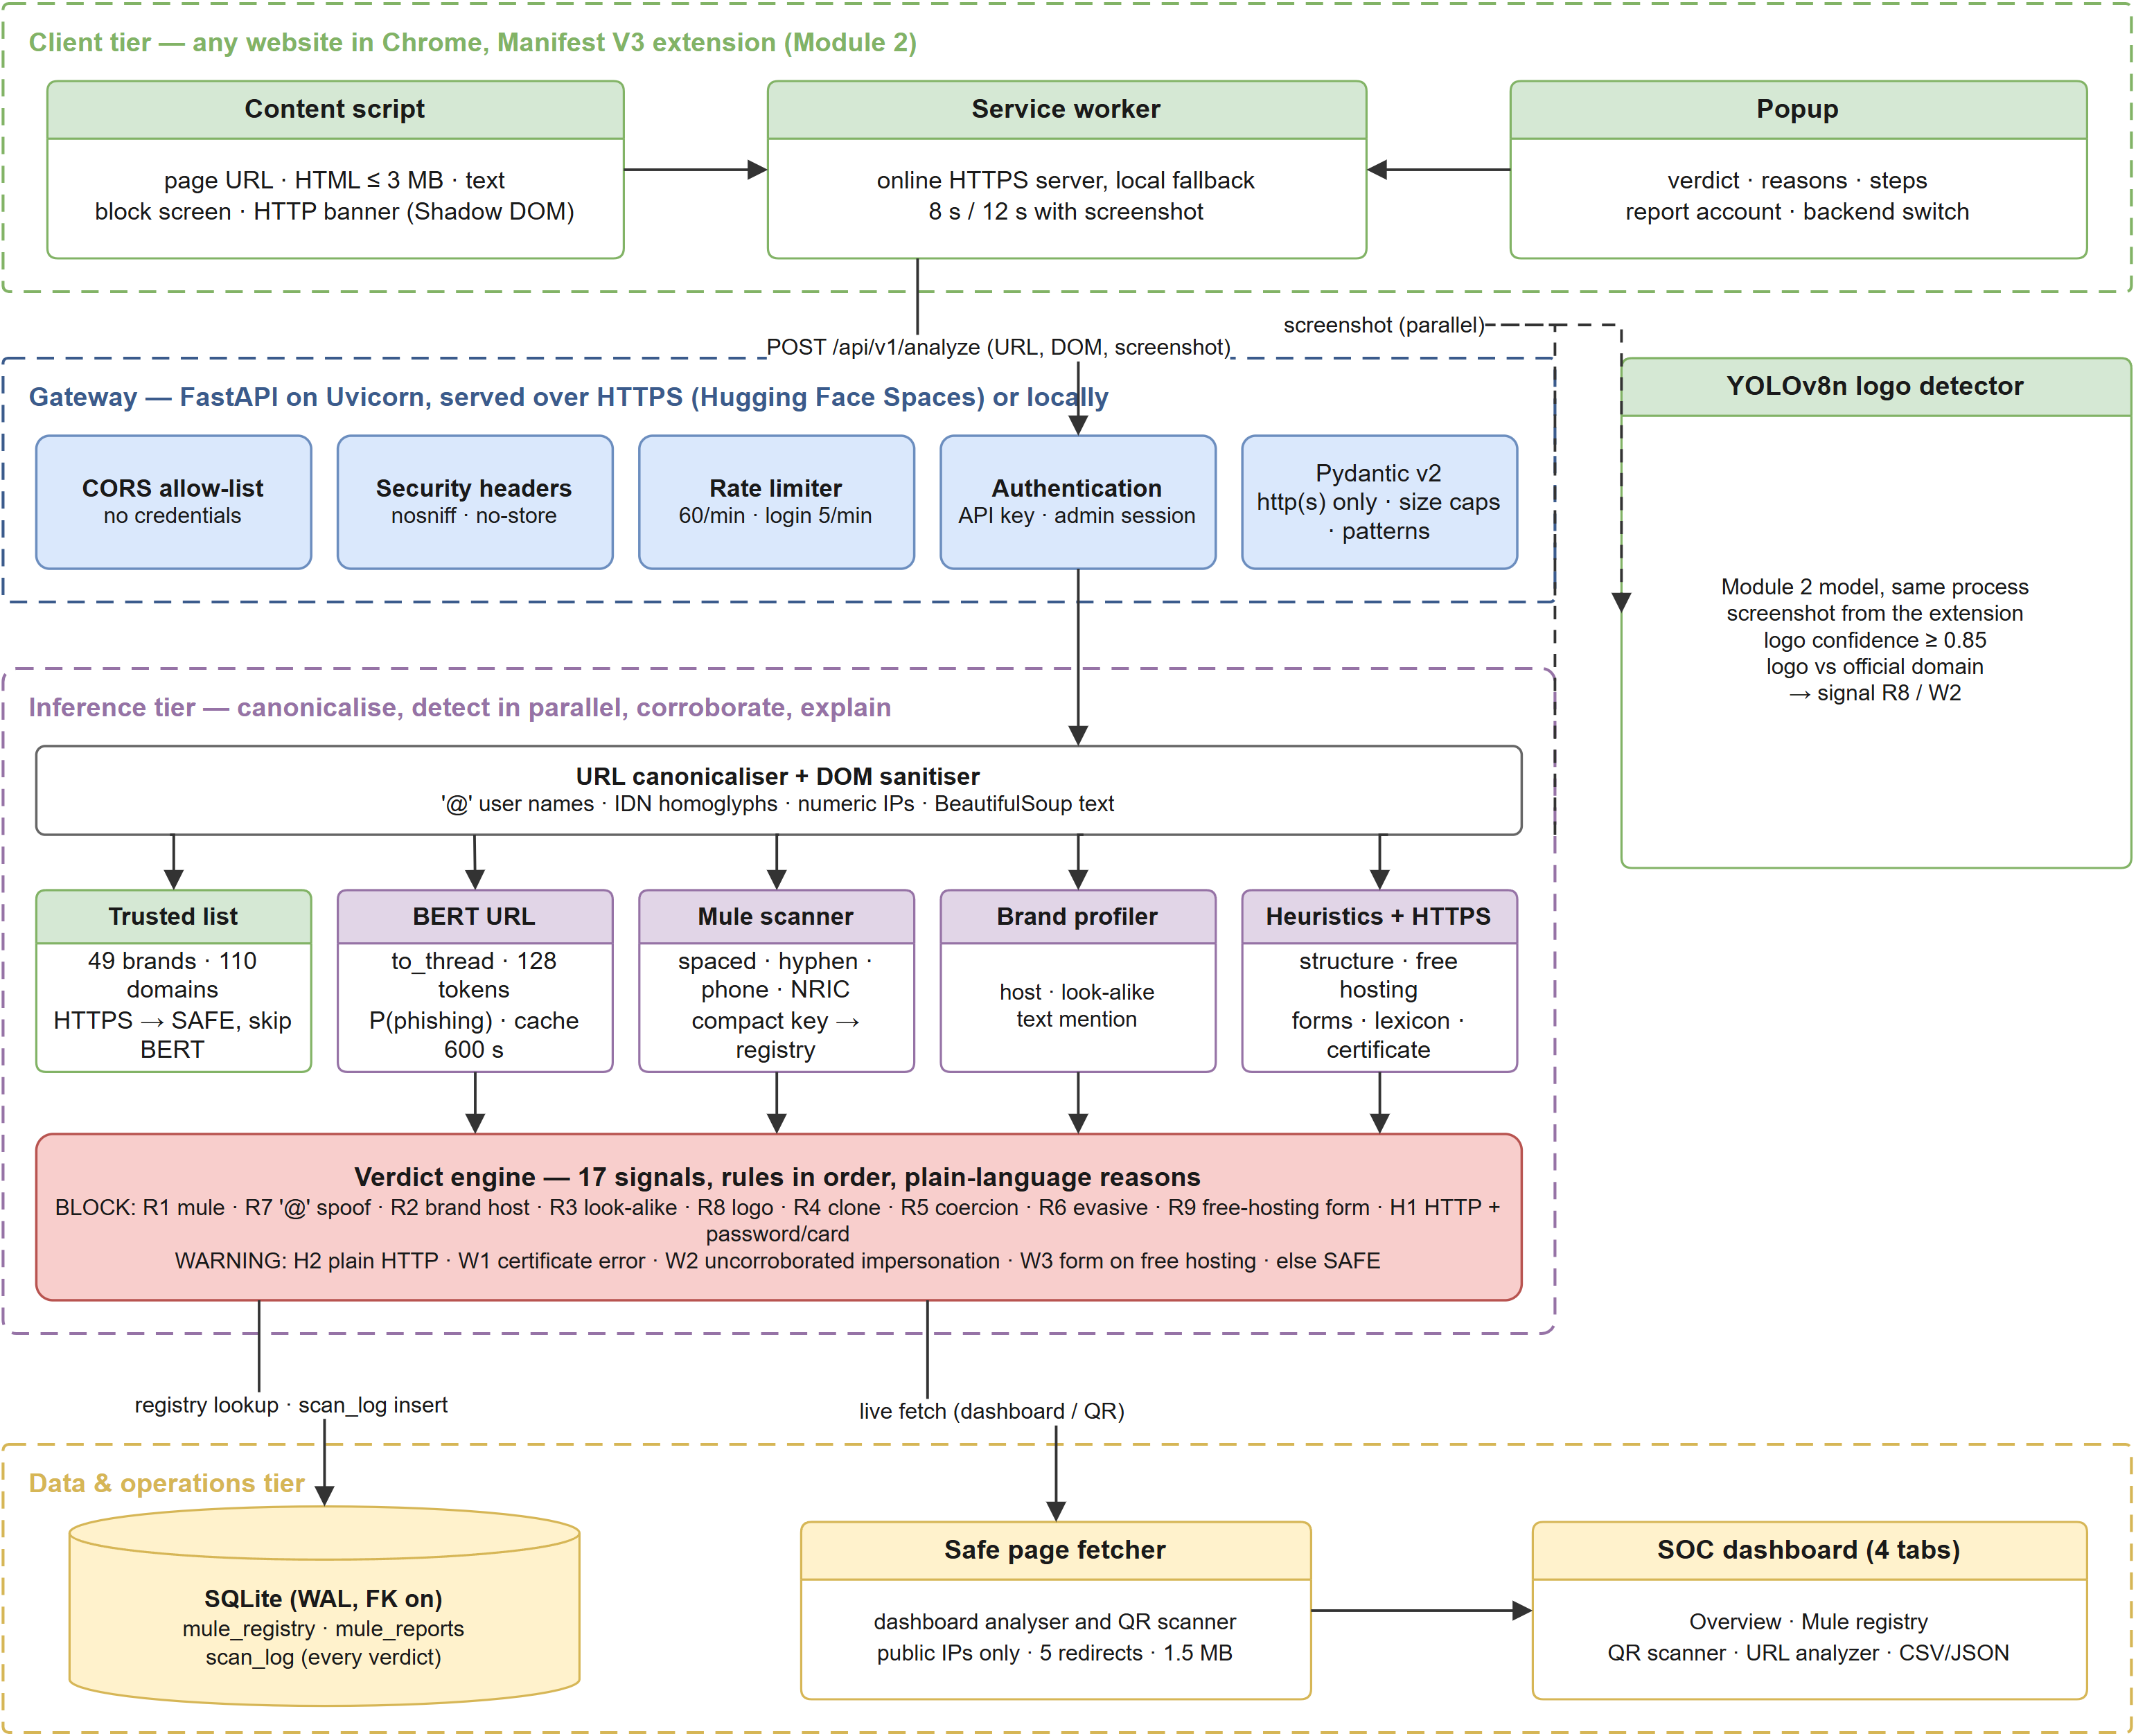 Client tier — any website in Chrome, Manifest V3 extension (Module 2)
Content script
page URL · HTML ≤ 3 MB · text
block screen · HTTP banner (Shadow DOM)
Service worker
online HTTPS server, local fallback
8 s / 12 s with screenshot
Popup
verdict · reasons · steps
report account · backend switch
screenshot (parallel)
POST /api/v1/analyze (URL, DOM, screenshot)
Gateway — FastAPI on Uvicorn, served over HTTPS (Hugging Face Spaces) or locally
CORS allow-list
no credentials
Security headers
nosniff · no-store
Rate limiter
60/min · login 5/min
Authentication
API key · admin session
Pydantic v2
http(s) only · size caps
· patterns
YOLOv8n logo detector
Module 2 model, same process
screenshot from the extension
logo confidence ≥ 0.85
logo vs official domain
→ signal R8 / W2
Inference tier — canonicalise, detect in parallel, corroborate, explain
URL canonicaliser + DOM sanitiser
'@' user names · IDN homoglyphs · numeric IPs · BeautifulSoup text
Trusted list
49 brands · 110
domains
HTTPS → SAFE, skip
BERT
BERT URL
to_thread · 128
tokens
P(phishing) · cache
600 s
Mule scanner
spaced · hyphen ·
phone · NRIC
compact key →
registry
Brand profiler
host · look-alike
text mention
Heuristics + HTTPS
structure · free
hosting
forms · lexicon ·
certificate
Verdict engine — 17 signals, rules in order, plain-language reasons
BLOCK: R1 mule · R7 '@' spoof · R2 brand host · R3 look-alike · R8 logo · R4 clone · R5 coercion · R6 evasive · R9 free-hosting form · H1 HTTP +
password/card
WARNING: H2 plain HTTP · W1 certificate error · W2 uncorroborated impersonation · W3 form on free hosting · else SAFE
registry lookup · scan_log insert
live fetch (dashboard / QR)
Data & operations tier
SQLite (WAL, FK on)
mule_registry · mule_reports
scan_log (every verdict)
Safe page fetcher
dashboard analyser and QR scanner
public IPs only · 5 redirects · 1.5 MB
SOC dashboard (4 tabs)
Overview · Mule registry
QR scanner · URL analyzer · CSV/JSON